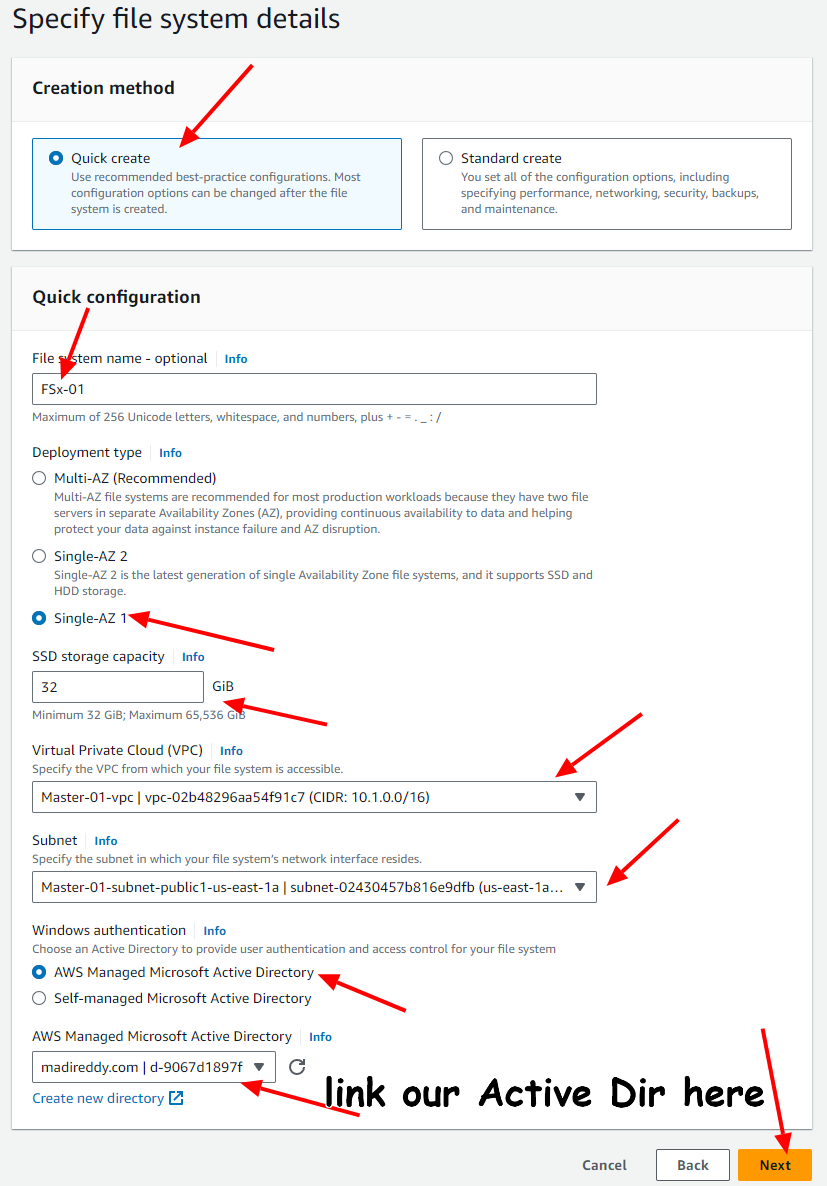 Specify file system details
Creation method
Quick create
Use recommended best-practice configurations. Most
configuration options can be changed after the file
system is created.
Standard create
You set all of the configuration options, including
specifying performance, networking, security, backups,
and maintenance.
Quick configuration
File system name - optional Info
FSx-01
Maximum of 256 Unicode letters, whitespace, and numbers, plus + - = . _ : /
Deployment type Info
Multi-AZ (Recommended)
Multi-AZ file systems are recommended for most production workloads because they have two file
servers in separate Availability Zones (AZ), providing continuous availability to data and helping
protect your data against instance failure and AZ disruption.
Single-AZ 2
Single-AZ 2 is the latest generation of single Availability Zone file systems, and it supports SSD and
HDD storage.
Single-AZ 1
SSD storage capacity Info
32 GiB
Minimum 32 GiB; Maximum 65,536 GiB
Virtual Private Cloud (VPC) Info
Specify the VPC from which your file system is accessible.
Master-01-vpc | vpc-02b48296aa54f91c7 (CIDR: 10.1.0.0/16)
Subnet Info
Specify the subnet in which your file system's network interface resides.
Master-01-subnet-public1-us-east-1a | subnet-02430457b816e9dfb (us-east-1a...
Windows authentication Info
Choose an Active Directory to provide user authentication and access control for your file system
AWS Managed Microsoft Active Directory
Self-managed Microsoft Active Directory
AWS Managed Microsoft Active Directory Info
madireddy.com | d-9067d1897f
link our Active Dir here
Create new directory
Cancel Back Next